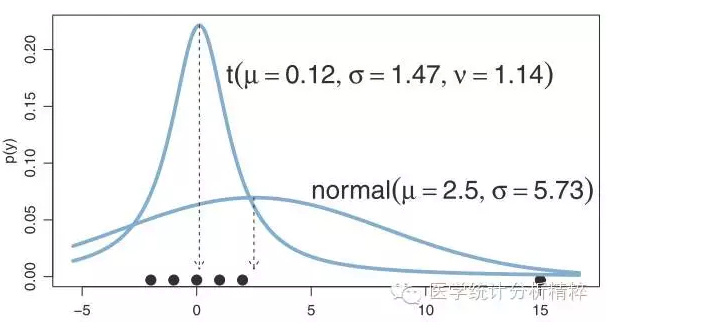 0.20
0.15
0.10
0.05
0.00
p(y)
t(μ = 0.12, σ = 1.47, ν = 1.14)
normal(μ = 2.5, σ = 5.73)
医学统计分析精粹
−5
0
5
10
15